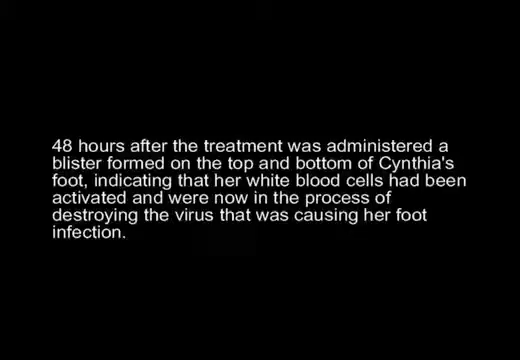 48 hours after the treatment was administered a
blister formed on the top and bottom of Cynthia's
foot, indicating that her white blood cells had been
activated and were now in the process of
destroying the virus that was causing her foot
infection.